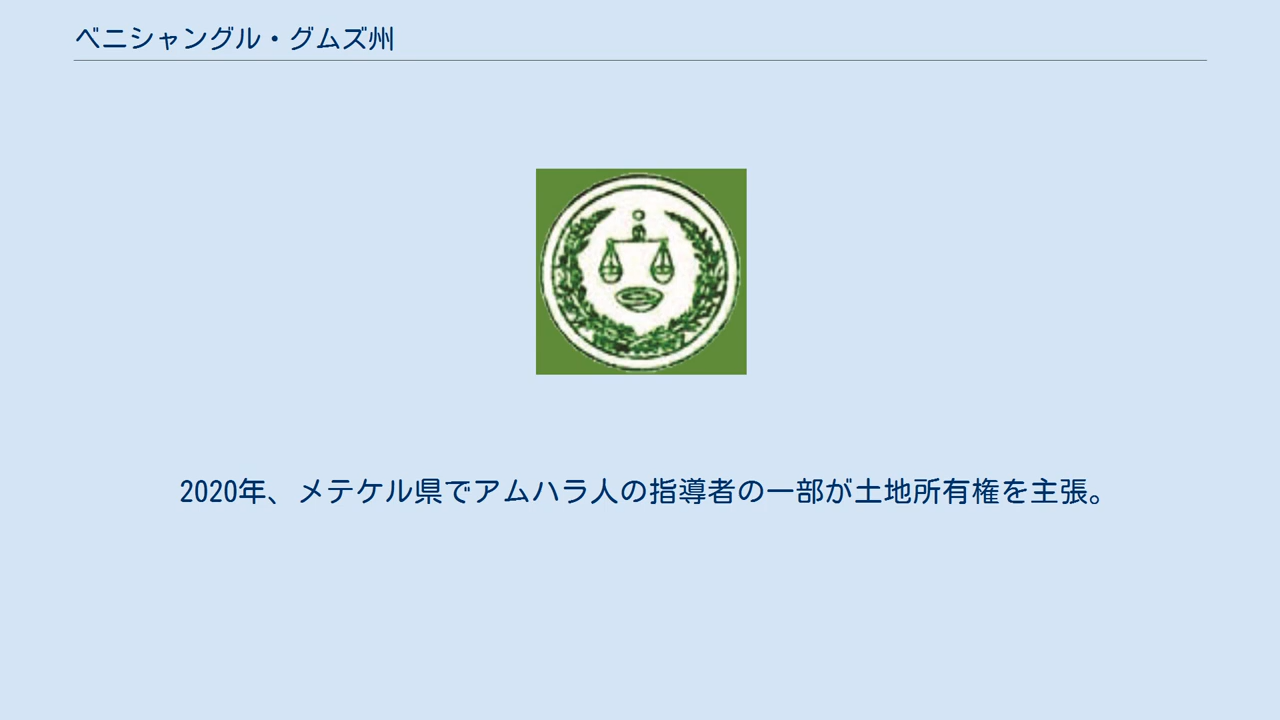 ベニシャングル・グムズ州
2020年、メテケル県でアムハラ人の指導者の一部が土地所有権を主張。